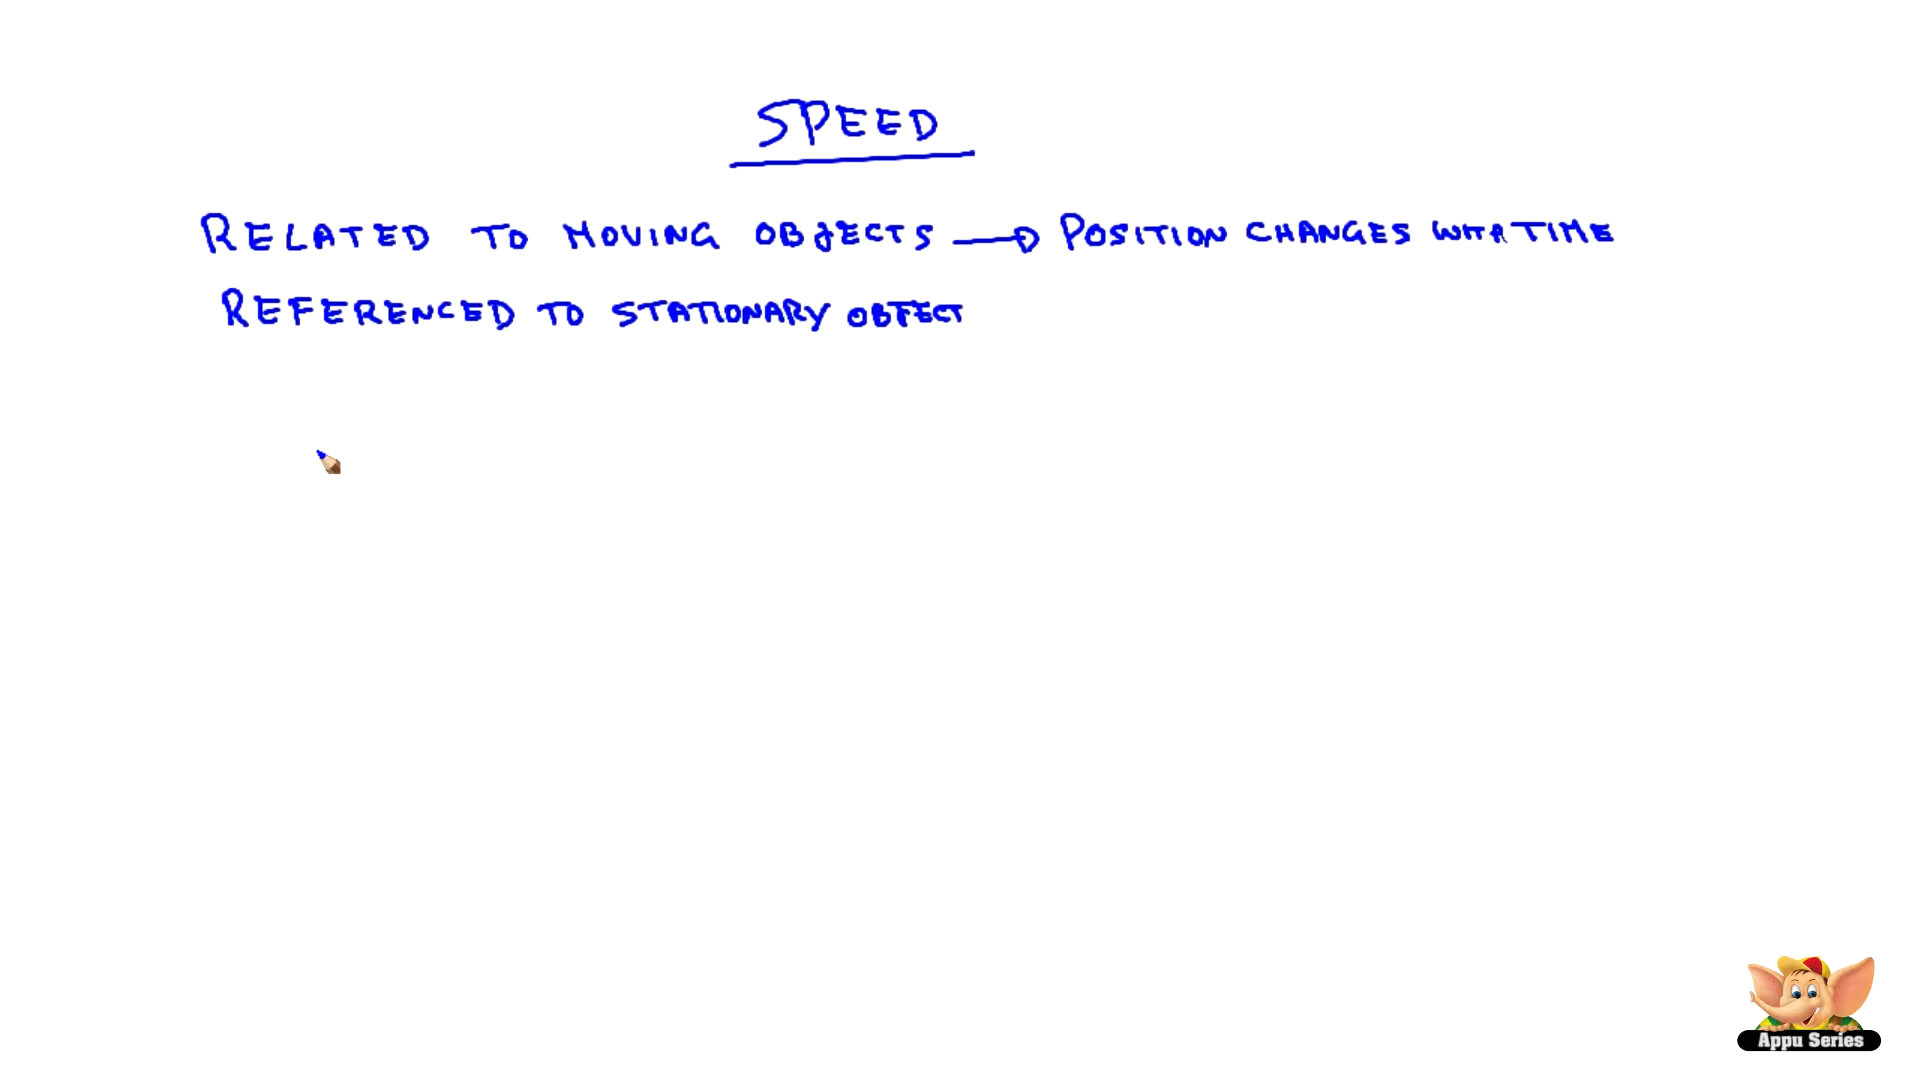 SPEED
RELATED TO MOVING OBJECTS → POSITION CHANGES WITH TIME
REFERENCED TO STATIONARY OBJECT
Appu Series